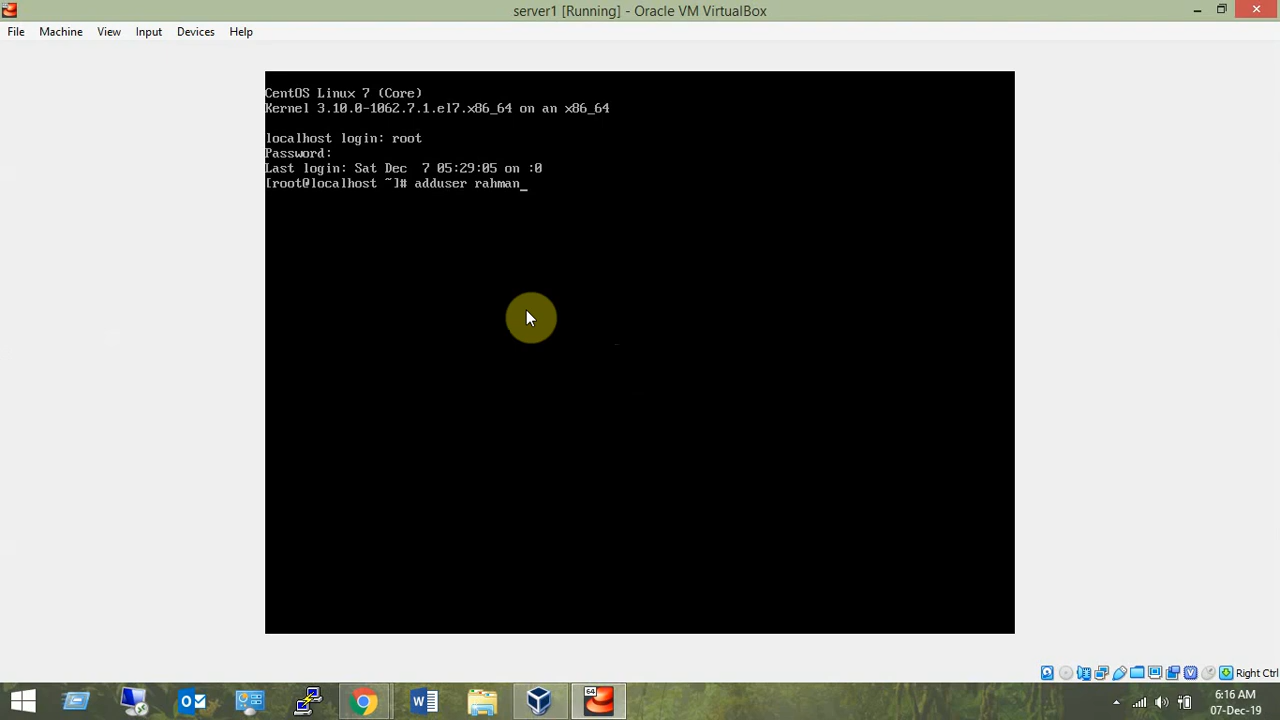 server1 [Running] - Oracle VM VirtualBox
File Machine View Input Devices Help
CentOS Linux 7 (Core)
Kernel 3.10.0-1062.7.1.el7.x86_64 on an x86_64
localhost login: root
Password:
Last login: Sat Dec  7 05:29:05 on :0
[root@localhost ~]# adduser rahman_
Right Ctrl
64
6:16 AM
07-Dec-19